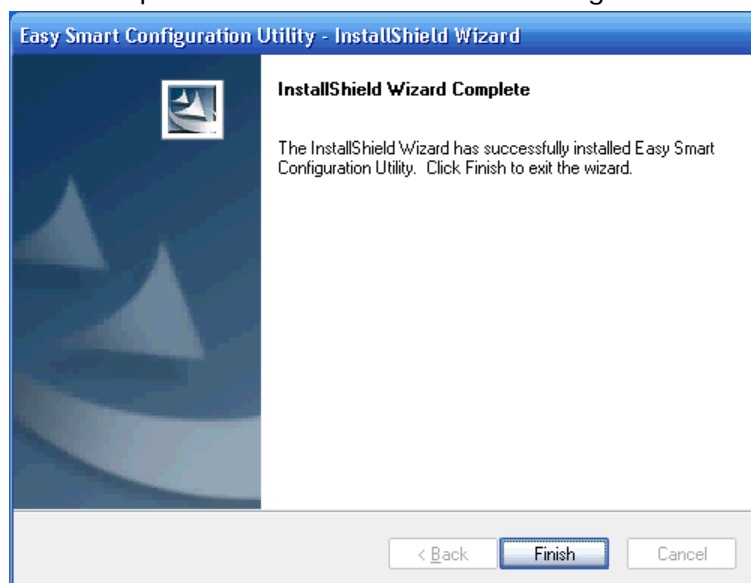 Easy Smart Configuration Utility - InstallShield Wizard
InstallShield Wizard Complete
The InstallShield Wizard has successfully installed Easy Smart
Configuration Utility. Click Finish to exit the wizard.
< Back
Finish
Cancel